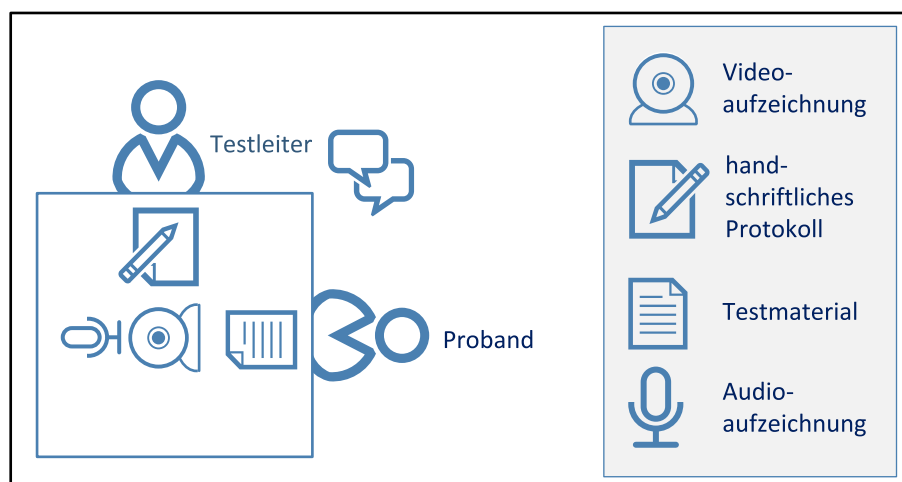 Testleiter
Proband
Video-
aufzeichnung
hand-
schriftliches
Protokoll
Testmaterial
Audio-
aufzeichnung